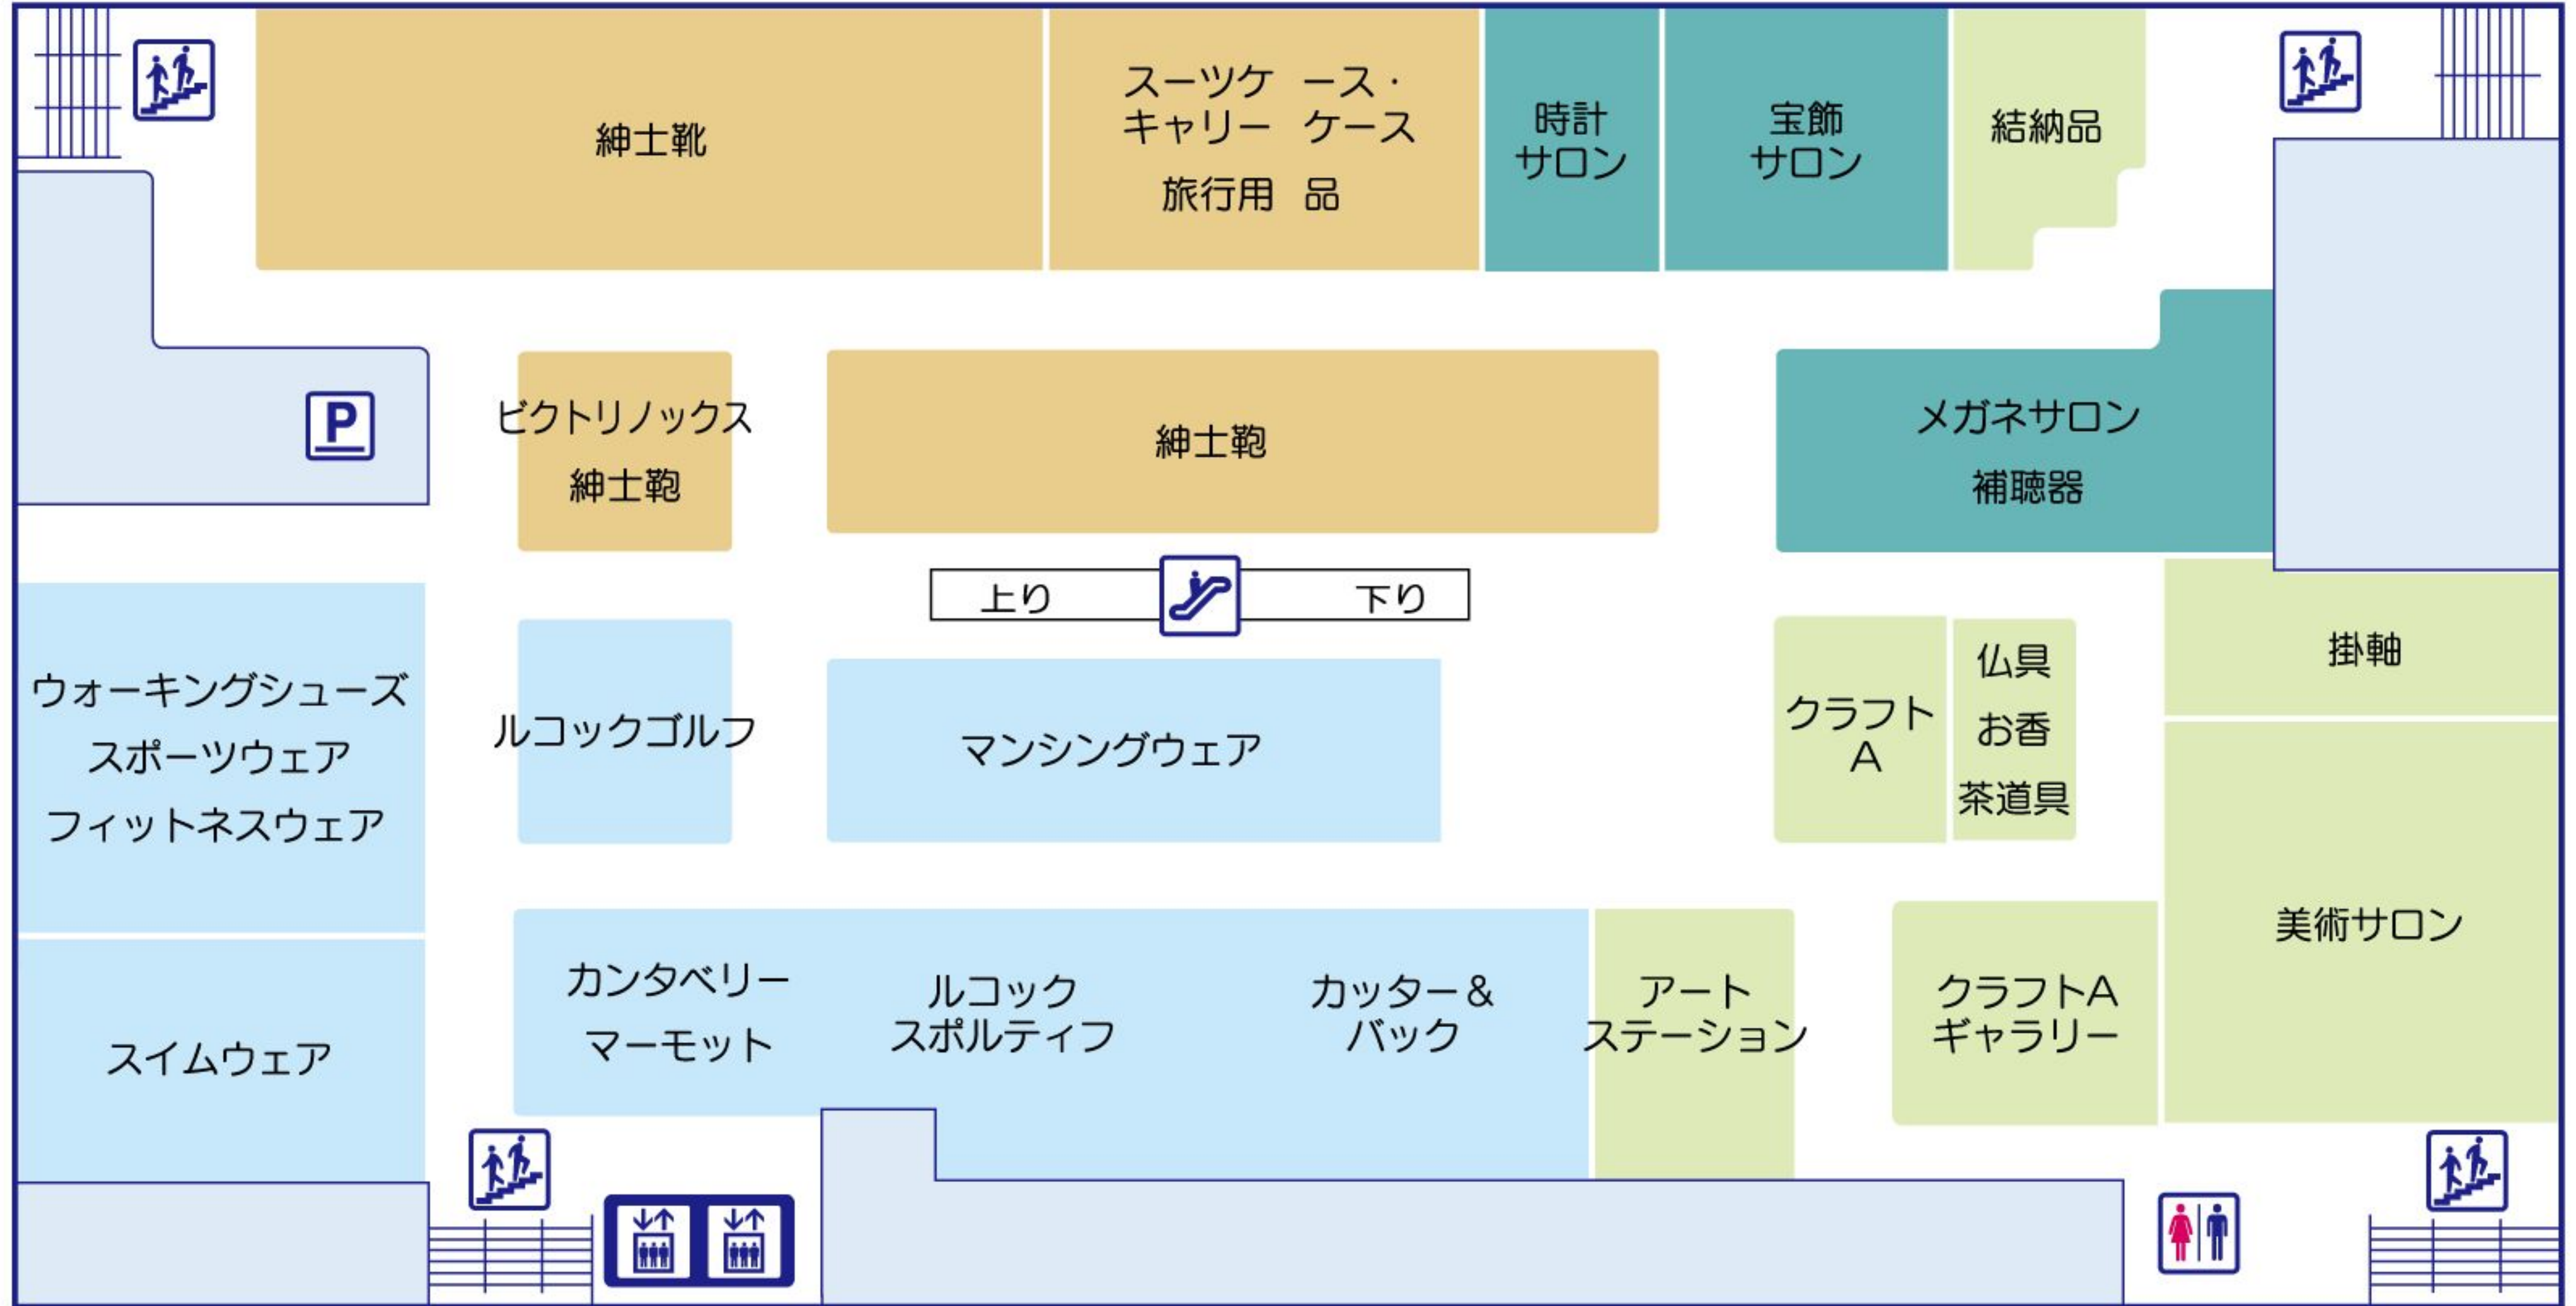 紳士靴
スーツケ ース・
キャリー ケース
旅行用 品
時計
サロン
宝飾
サロン
結納品
P
ビクトリノックス
紳士鞄
紳士鞄
メガネサロン
補聴器
上り
下り
ウォーキングシューズ
スポーツウェア
フィットネスウェア
ルコックゴルフ
マンシングウェア
クラフト
A
仏具
お香
茶道具
掛軸
美術サロン
スイムウェア
カンタベリー
マーモット
ルコック
スポルティフ
カッター＆
バック
アート
ステーション
クラフトA
ギャラリー